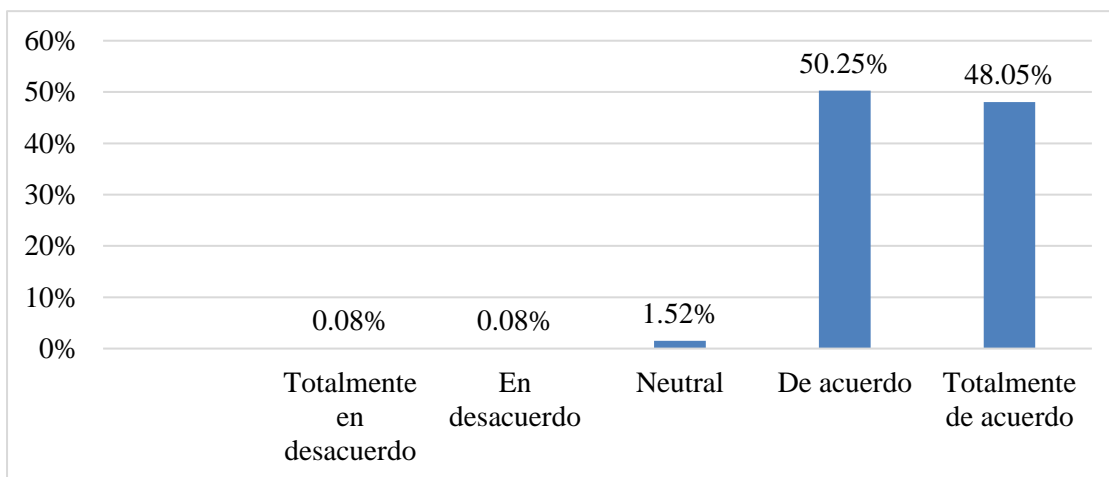 60%
50%
40%
30%
20%
10%
0%
0.08%
0.08%
1.52%
50.25%
48.05%
Totalmente
en
desacuerdo
En
desacuerdo
Neutral
De acuerdo
Totalmente
de acuerdo